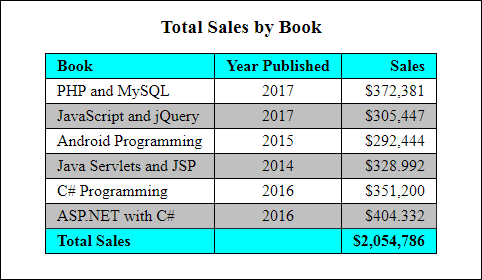 Total Sales by Book
Book Year Published Sales
PHP and MySQL 2017 $372,381
JavaScript and jQuery 2017 $305,447
Android Programming 2015 $292,444
Java Servlets and JSP 2014 $328.992
C# Programming 2016 $351,200
ASP.NET with C# 2016 $404.332
Total Sales $2,054,786